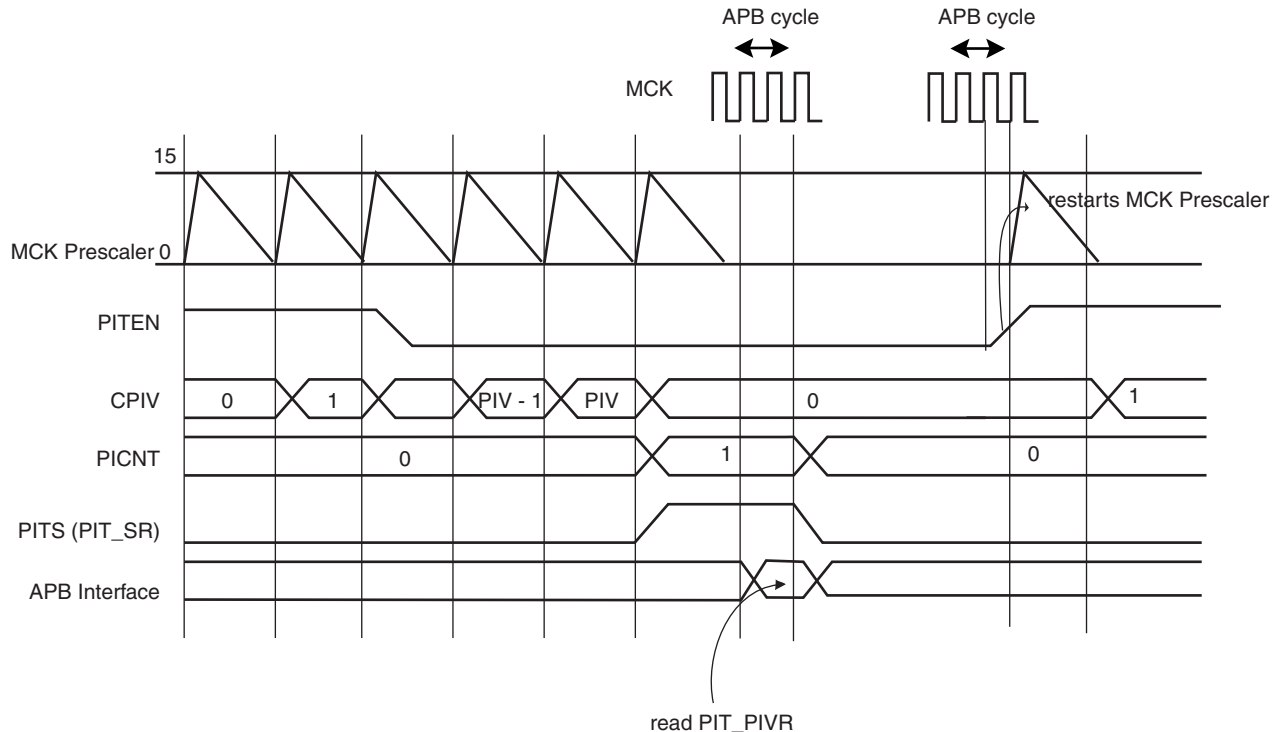 APB cycle
APB cycle
MCK
15
restarts MCK Prescaler
MCK Prescaler 0
PITEN
CPIV
0
1
PIV - 1
PIV
0
1
PICNT
0
1
0
PITS (PIT_SR)
APB Interface
read PIT_PIVR